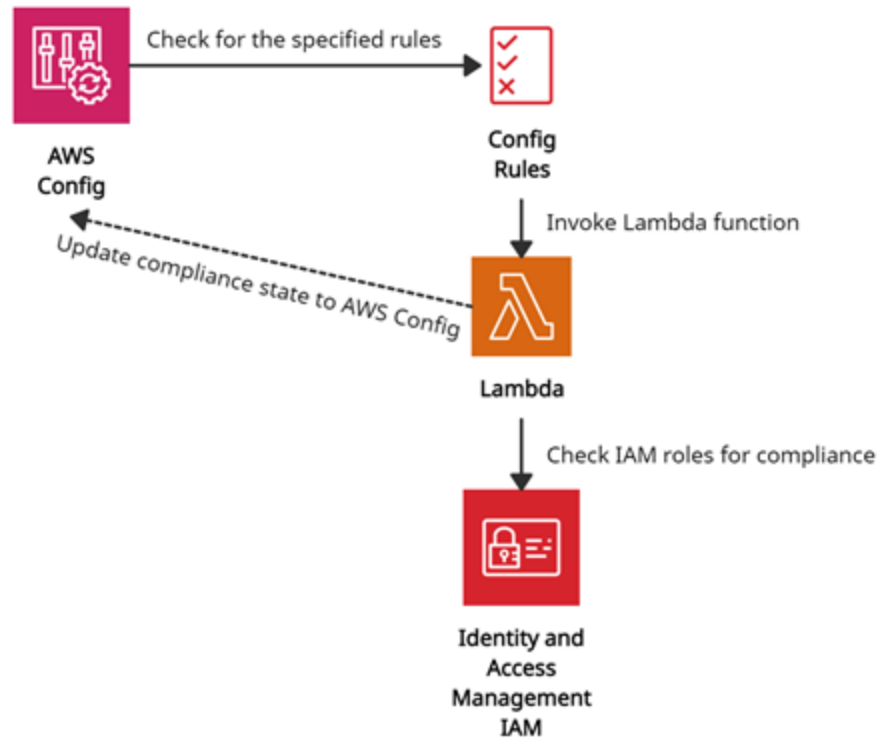 Check for the specified rules
AWS
Config
Config
Rules
Invoke Lambda function
Update compliance state to AWS Config
Lambda
Check IAM roles for compliance
Identity and
Access
Management
IAM